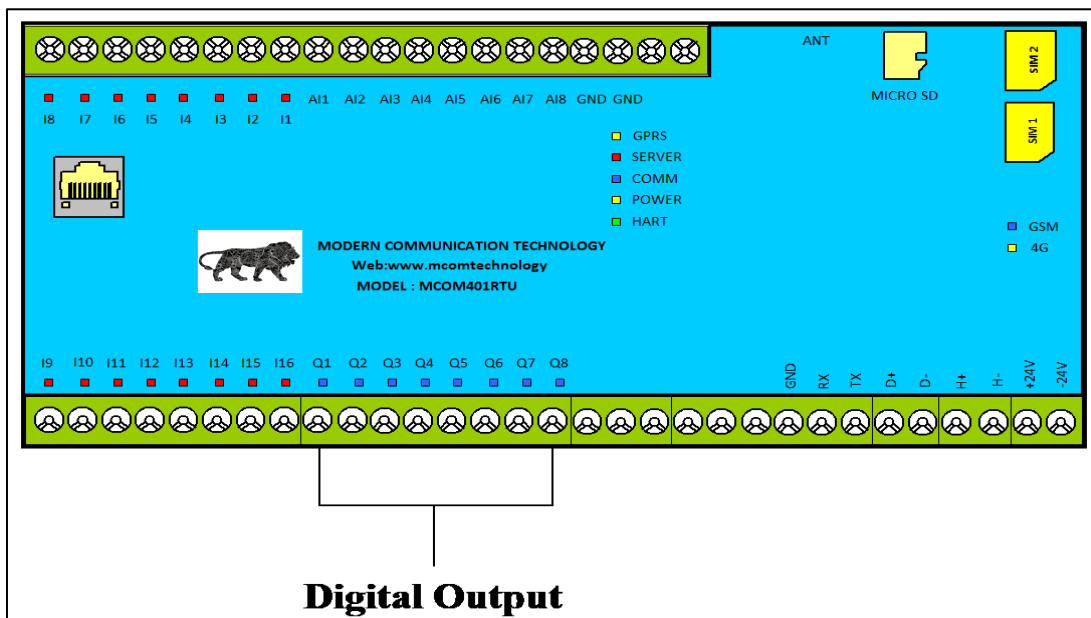 ANT
SIM 2
MICRO SD
I8 I7 I6 I5 I4 I3 I2 I1 AI1 AI2 AI3 AI4 AI5 AI6 AI7 AI8 GND GND
SIM 1
GPRS
SERVER
COMM
POWER
HART
GSM
4G
MODERN COMMUNICATION TECHNOLOGY
Web:www.mcomtechnology
MODEL : MCOM401RTU
I9 I10 I11 I12 I13 I14 I15 I16 Q1 Q2 Q3 Q4 Q5 Q6 Q7 Q8 GND RX TX D+ D- H+ H- +24V -24V
Digital Output